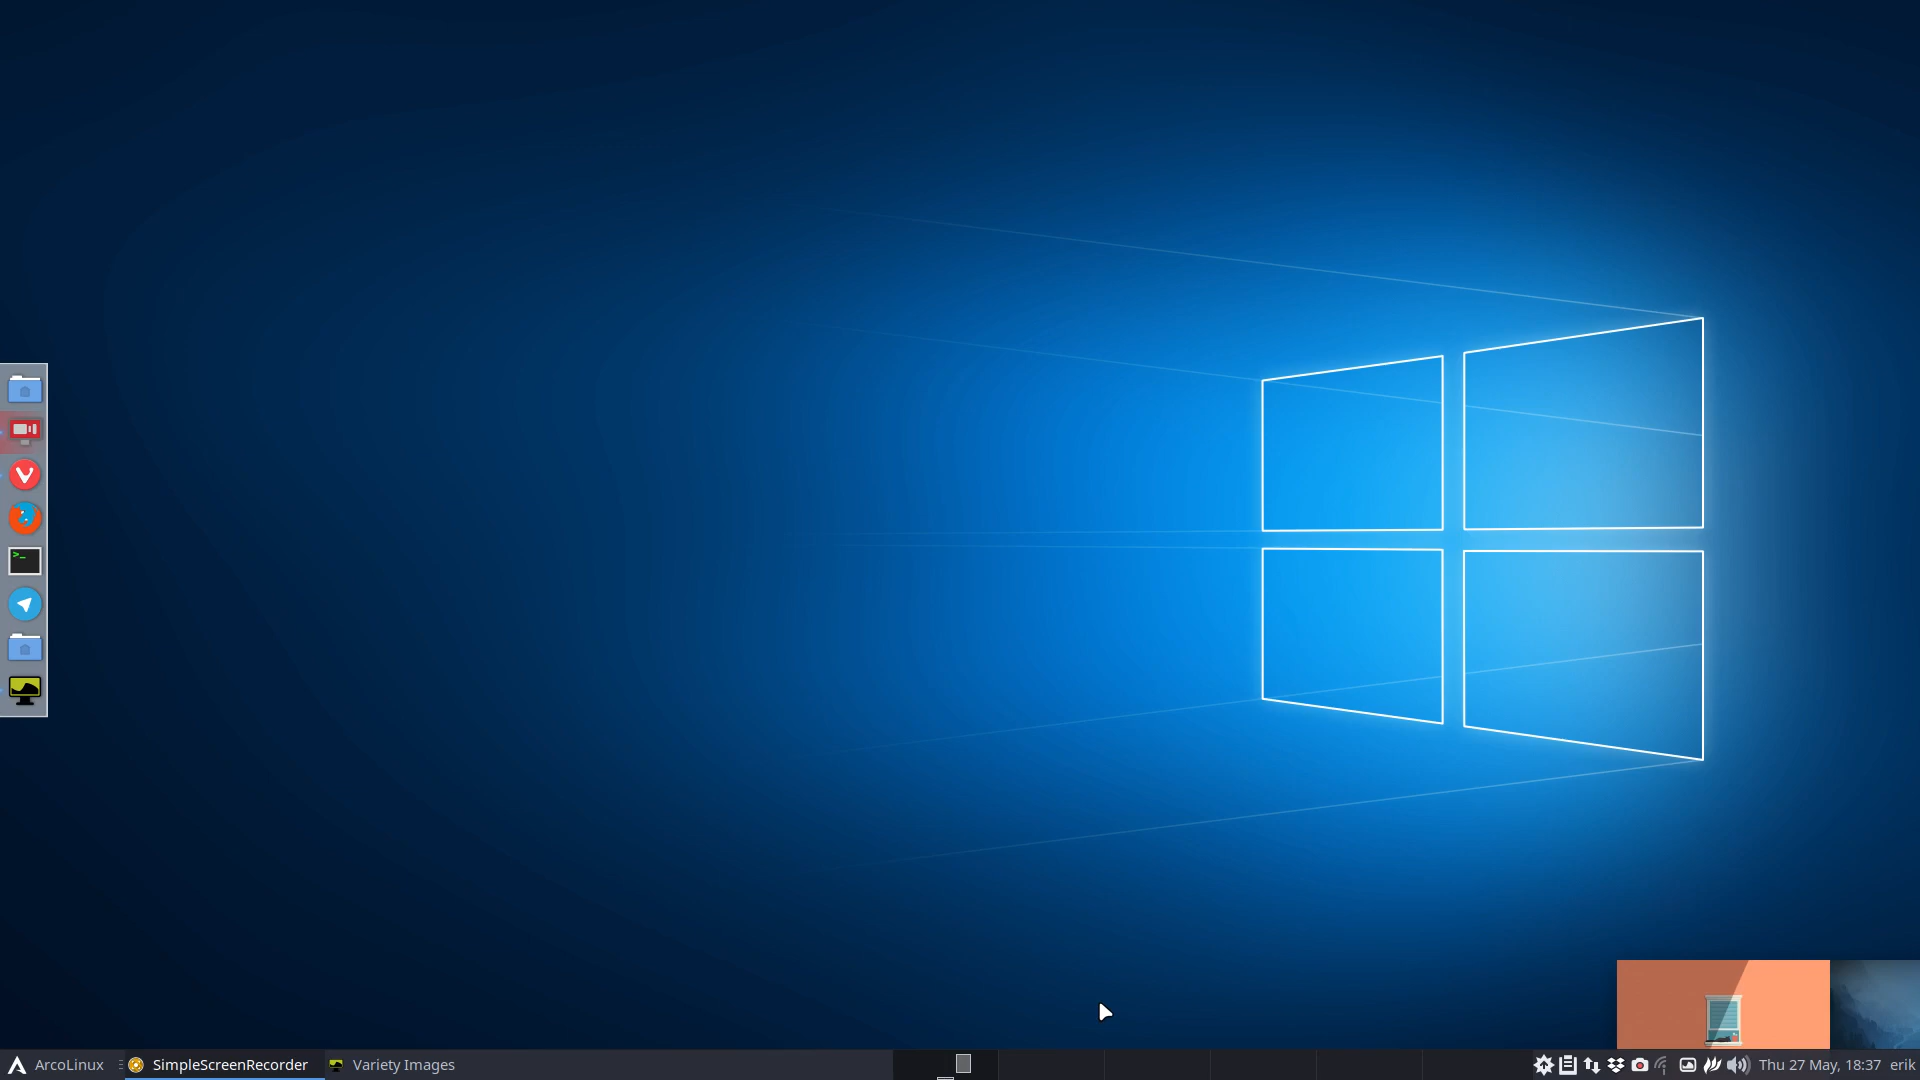 >_
ArcoLinux
SimpleScreenRecorder
Variety Images
Thu 27 May, 18:37
erik